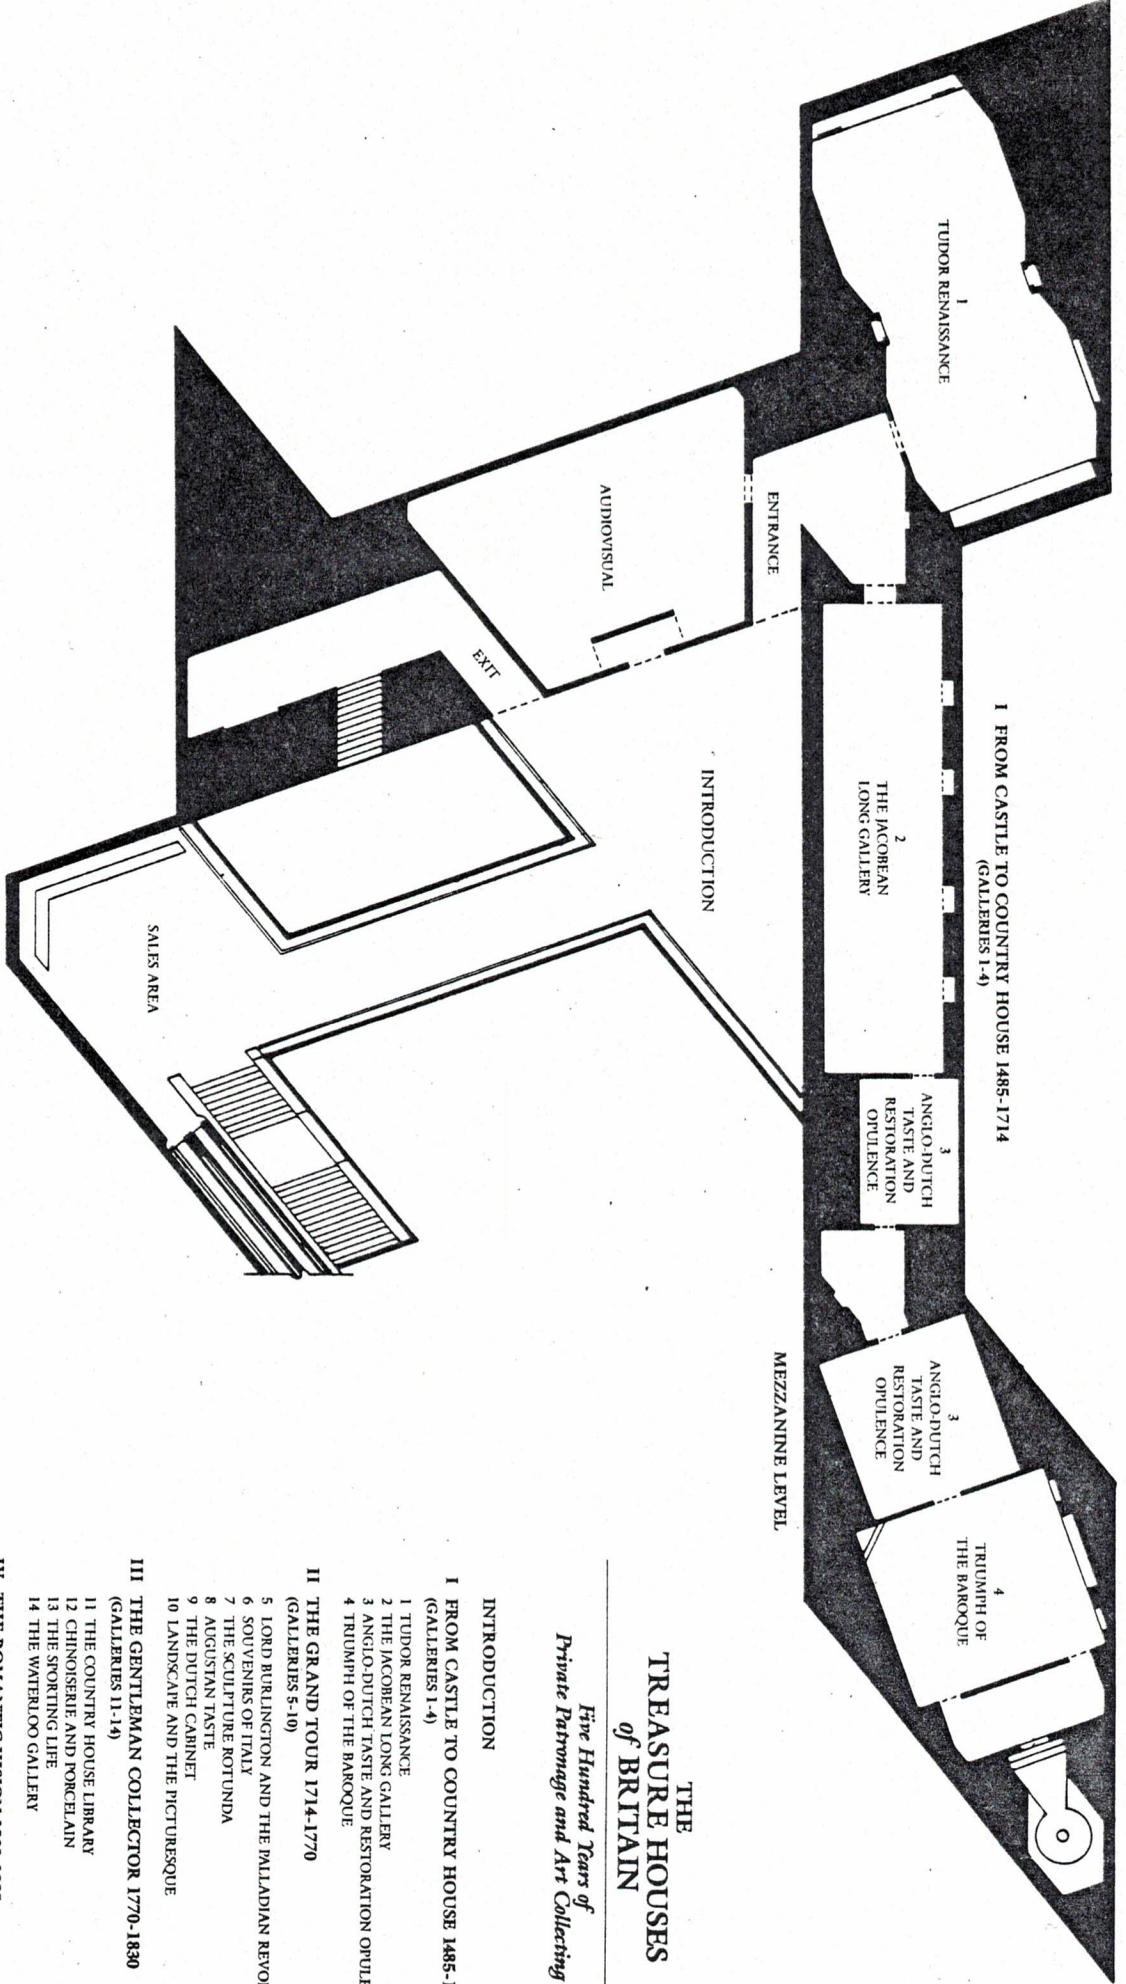 I FROM CASTLE TO COUNTRY HOUSE 1485-1714
(GALLERIES 1-4)
1
TUDOR RENAISSANCE
2
THE JACOBEAN
LONG GALLERY
3
ANGLO-DUTCH
TASTE AND
RESTORATION
OPULENCE
3
ANGLO-DUTCH
TASTE AND
RESTORATION
OPULENCE
4
TRIUMPH OF
THE BAROQUE
ENTRANCE
MEZZANINE LEVEL
INTRODUCTION
AUDIOVISUAL
EXIT
SALES AREA
THE
TREASURE HOUSES
of BRITAIN
Five Hundred Years of
Private Patronage and Art Collecting
INTRODUCTION
I FROM CASTLE TO COUNTRY HOUSE 1485-1
(GALLERIES 1-4)
1 TUDOR RENAISSANCE
2 THE JACOBEAN LONG GALLERY
3 ANGLO-DUTCH TASTE AND RESTORATION OPULE
4 TRIUMPH OF THE BAROQUE
II THE GRAND TOUR 1714-1770
(GALLERIES 5-10)
5 LORD BURLINGTON AND THE PALLADIAN REVO
6 SOUVENIRS OF ITALY
7 THE SCULPTURE ROTUNDA
8 AUGUSTAN TASTE
9 THE DUTCH CABINET
10 LANDSCAPE AND THE PICTURESQUE
III THE GENTLEMAN COLLECTOR 1770-1830
(GALLERIES 11-14)
11 THE COUNTRY HOUSE LIBRARY
12 CHINOISERIE AND PORCELAIN
13 THE SPORTING LIFE
14 THE WATERLOO GALLERY